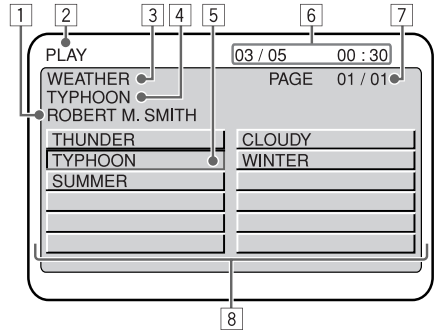 1 2 3 4 5 6 7
PLAY 03 / 05 00 : 30
WEATHER PAGE 01 / 01
TYPHOON
ROBERT M. SMITH
THUNDER CLOUDY
TYPHOON WINTER
SUMMER
8